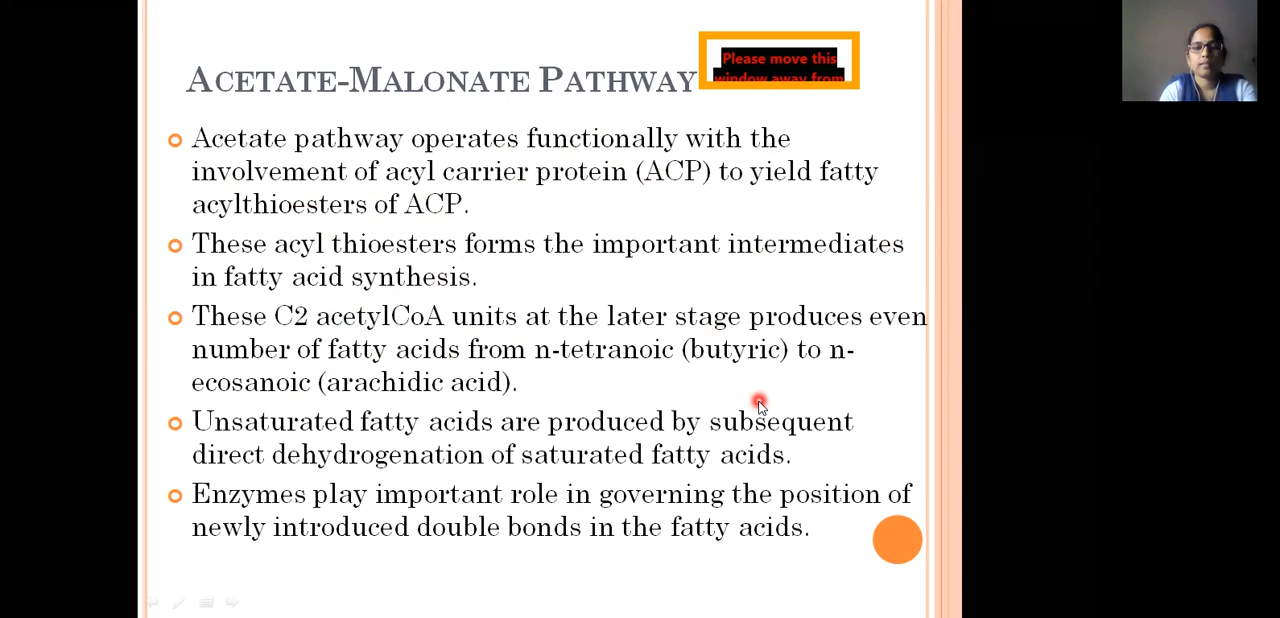 ACETATE-MALONATE PATHWAY
Please move this
window away from
Acetate pathway operates functionally with the
involvement of acyl carrier protein (ACP) to yield fatty
acylthioesters of ACP.
These acyl thioesters forms the important intermediates
in fatty acid synthesis.
These C2 acetylCoA units at the later stage produces even
number of fatty acids from n-tetranoic (butyric) to n-
ecosanoic (arachidic acid).
Unsaturated fatty acids are produced by subsequent
direct dehydrogenation of saturated fatty acids.
Enzymes play important role in governing the position of
newly introduced double bonds in the fatty acids.